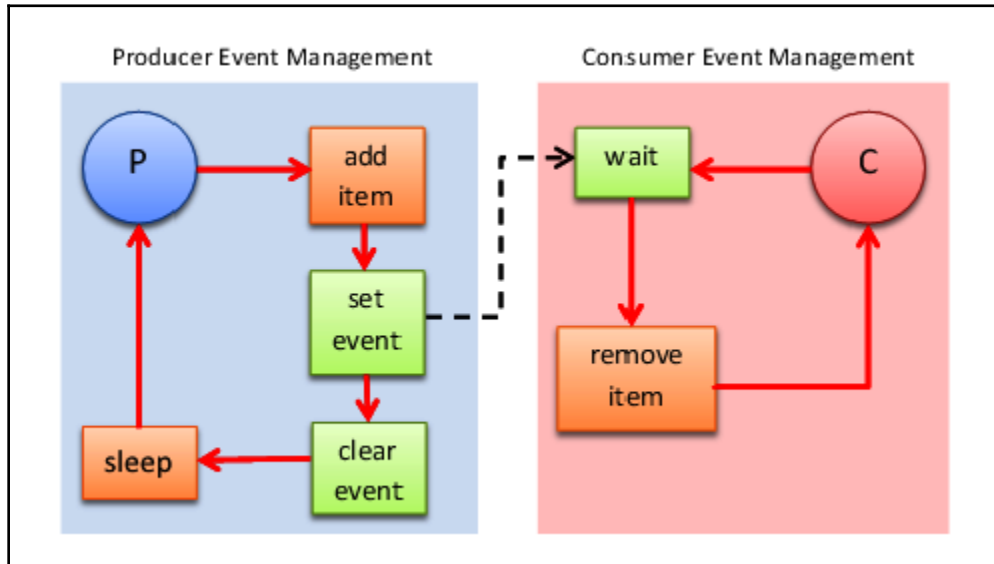 Producer Event Management
Consumer Event Management
P
add
item
set
event
clear
event
sleep
wait
C
remove
item